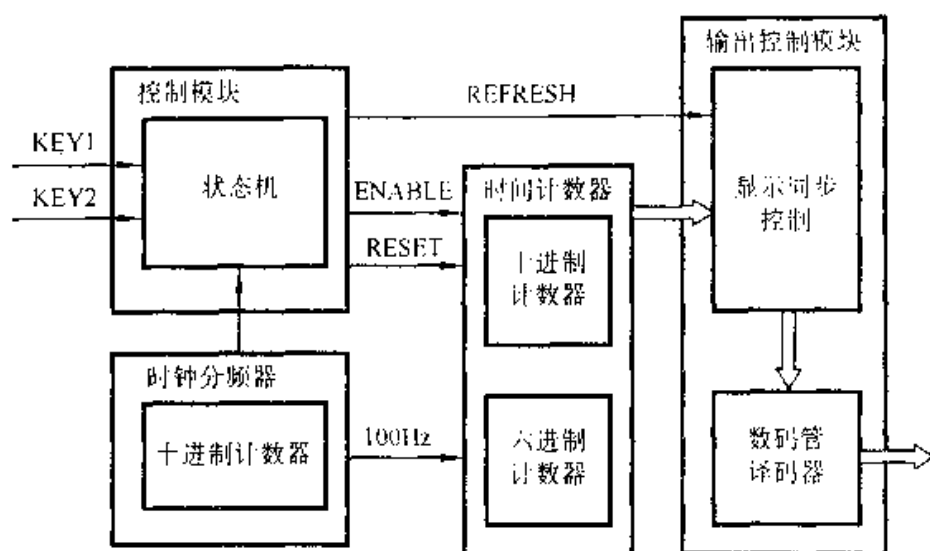 输出控制模块
控制模块
REFRESH
KEY1
状态机
KEY2
ENABLE
时间计数器
显示同步
控制
RESET
十进制
计数器
时钟分频器
十进制计数器
100Hz
六进制
计数器
数码管
译码器